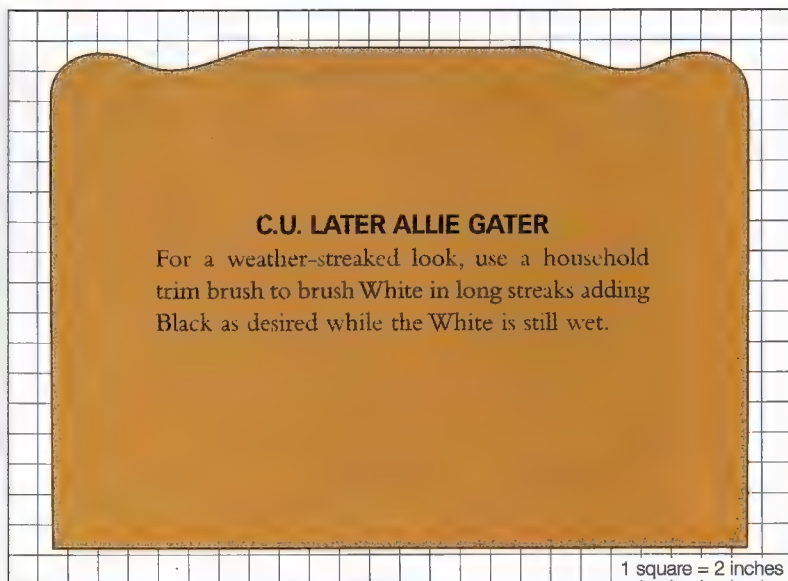 C.U. LATER ALLIE GATER
For a weather-streaked look, use a household
trim brush to brush White in long streaks adding
Black as desired while the White is still wet.
1 square = 2 inches